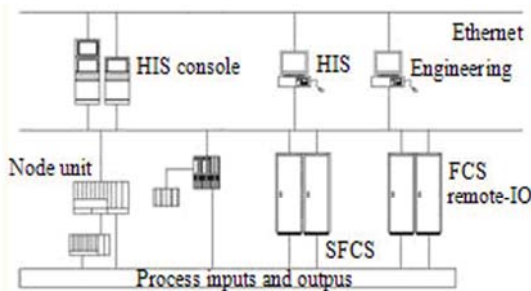 Ethernet
HIS console
HIS
Engineering
Node unit
FCS
remote-IO
SFCS
Process inputs and outpus